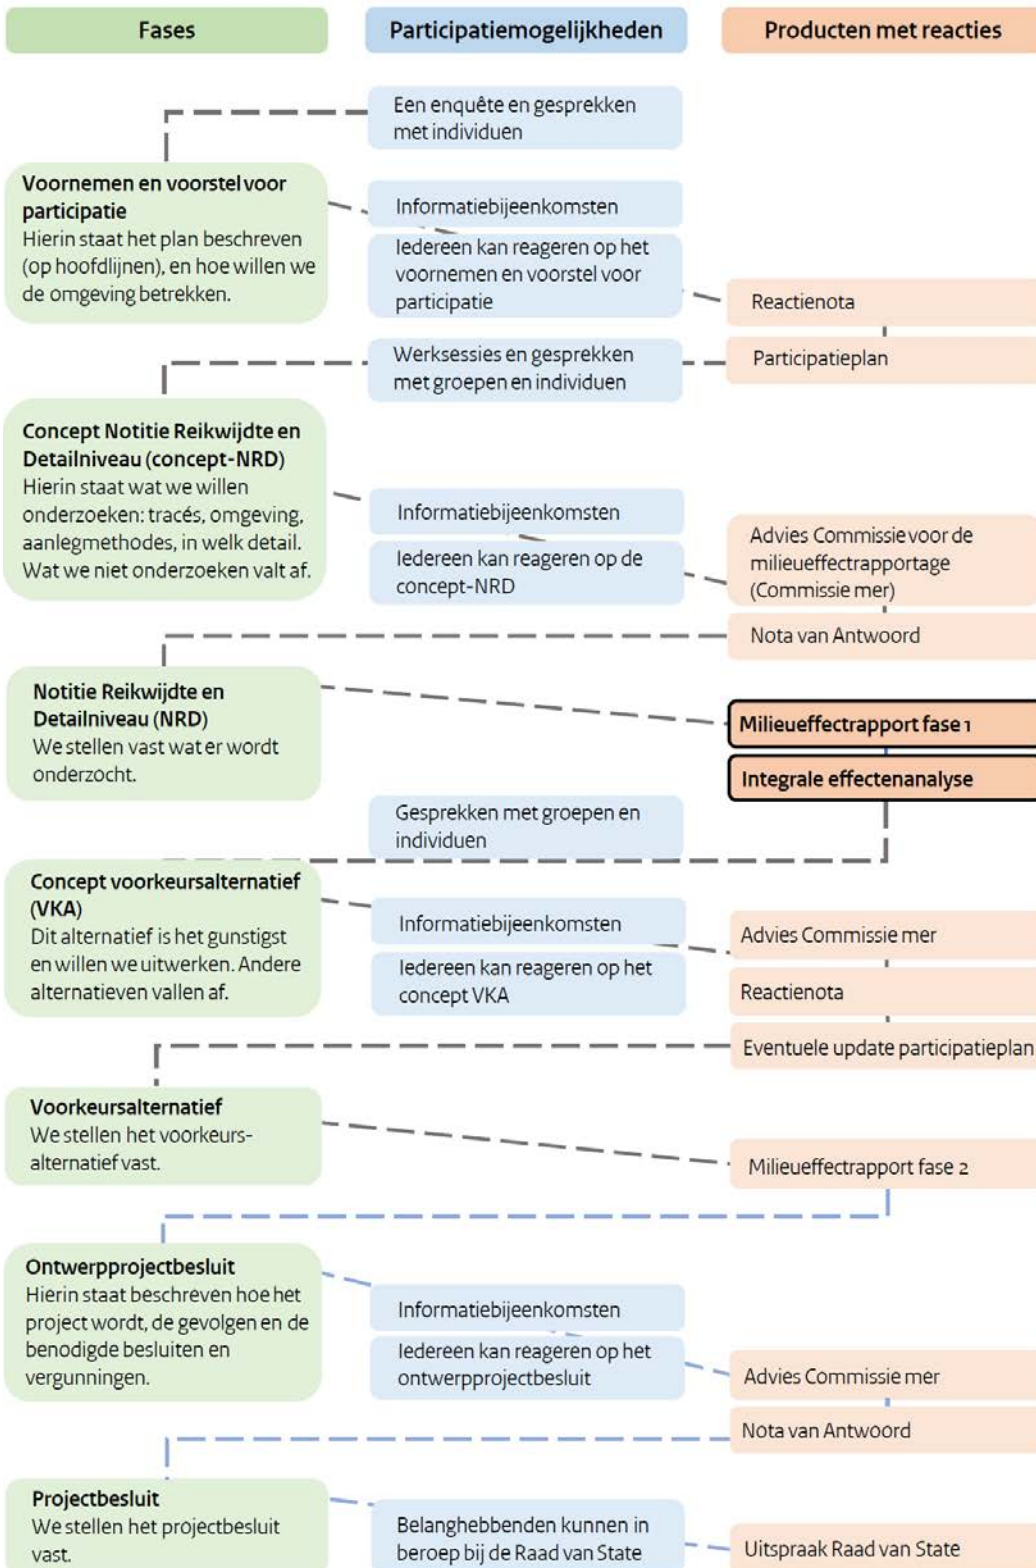 Fases
Participatiemogelijkheden
Producten met reacties
Een enquête en gesprekken
met individuen
Voornemen en voorstel voor
participatie
Hierin staat het plan beschreven
(op hoofdlijnen), en hoe willen we
de omgeving betrekken.
Informatiebijeenkomsten
Iedereen kan reageren op het
voornemen en voorstel voor
participatie
Reactienota
Werksessies en gesprekken
met groepen en individuen
Participatieplan
Concept Notitie Reikwijdte en
Detailniveau (concept-NRD)
Hierin staat wat we willen
onderzoeken: tracés, omgeving,
aanlegmethodes, in welk detail.
Wat we niet onderzoeken valt af.
Informatiebijeenkomsten
Iedereen kan reageren op de
concept-NRD
Advies Commissie voor de
milieueffectrapportage
(Commissie mer)
Nota van Antwoord
Notitie Reikwijdte en
Detailniveau (NRD)
We stellen vast wat er wordt
onderzocht.
Milieueffectrapport fase 1
Integrale effectenanalyse
Gesprekken met groepen en
individuen
Concept voorkeursalternatief
(VKA)
Dit alternatief is het gunstigst
en willen we uitwerken. Andere
alternatieven vallen af.
Informatiebijeenkomsten
Iedereen kan reageren op het
concept VKA
Advies Commissie mer
Reactienota
Eventuele update participatieplan
Voorkeursalternatief
We stellen het voorkeurs-
alternatief vast.
Milieueffectrapport fase 2
Ontwerpprojectbesluit
Hierin staat beschreven hoe het
project wordt, de gevolgen en de
benodigde besluiten en
vergunningen.
Informatiebijeenkomsten
Iedereen kan reageren op het
ontwerpprojectbesluit
Advies Commissie mer
Nota van Antwoord
Projectbesluit
We stellen het projectbesluit
vast.
Belanghebbenden kunnen in
beroep bij de Raad van State
Uitspraak Raad van State